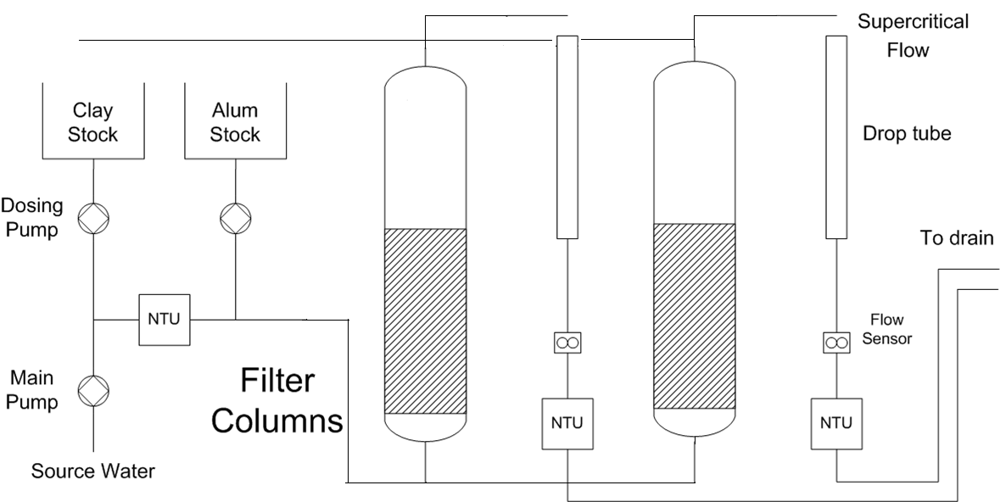 Supercritical
Flow
Clay
Stock
Alum
Stock
Drop tube
Dosing
Pump
To drain
NTU
Flow
Sensor
Main
Pump
Filter
Columns
NTU
NTU
Source Water